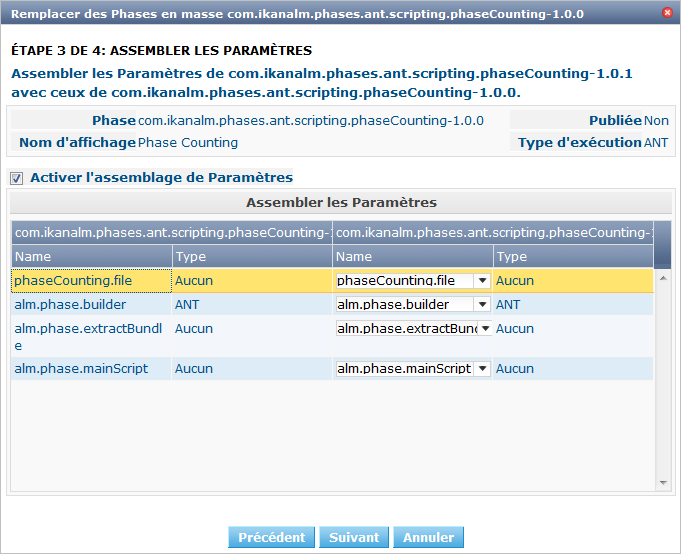 Remplacer des Phases en masse com.ikanalm.phases.ant.scripting.phaseCounting-1.0.0
ÉTAPE 3 DE 4: ASSEMBLER LES PARAMÈTRES
Assembler les Paramètres de com.ikanalm.phases.ant.scripting.phaseCounting-1.0.1
avec ceux de com.ikanalm.phases.ant.scripting.phaseCounting-1.0.0.
Phase com.ikanalm.phases.ant.scripting.phaseCounting-1.0.0 Publiée Non
Nom d'affichage Phase Counting Type d'exécution ANT
Activer l'assemblage de Paramètres
Assembler les Paramètres
com.ikanalm.phases.ant.scripting.phaseCounting-1 com.ikanalm.phases.ant.scripting.phaseCounting-1
Name Type Name Type
phaseCounting.file Aucun phaseCounting.file Aucun
alm.phase.builder ANT alm.phase.builder ANT
alm.phase.extractBundl Aucun alm.phase.extractBund Aucun
e
alm.phase.mainScript Aucun alm.phase.mainScript Aucun
Précédent Suivant Annuler